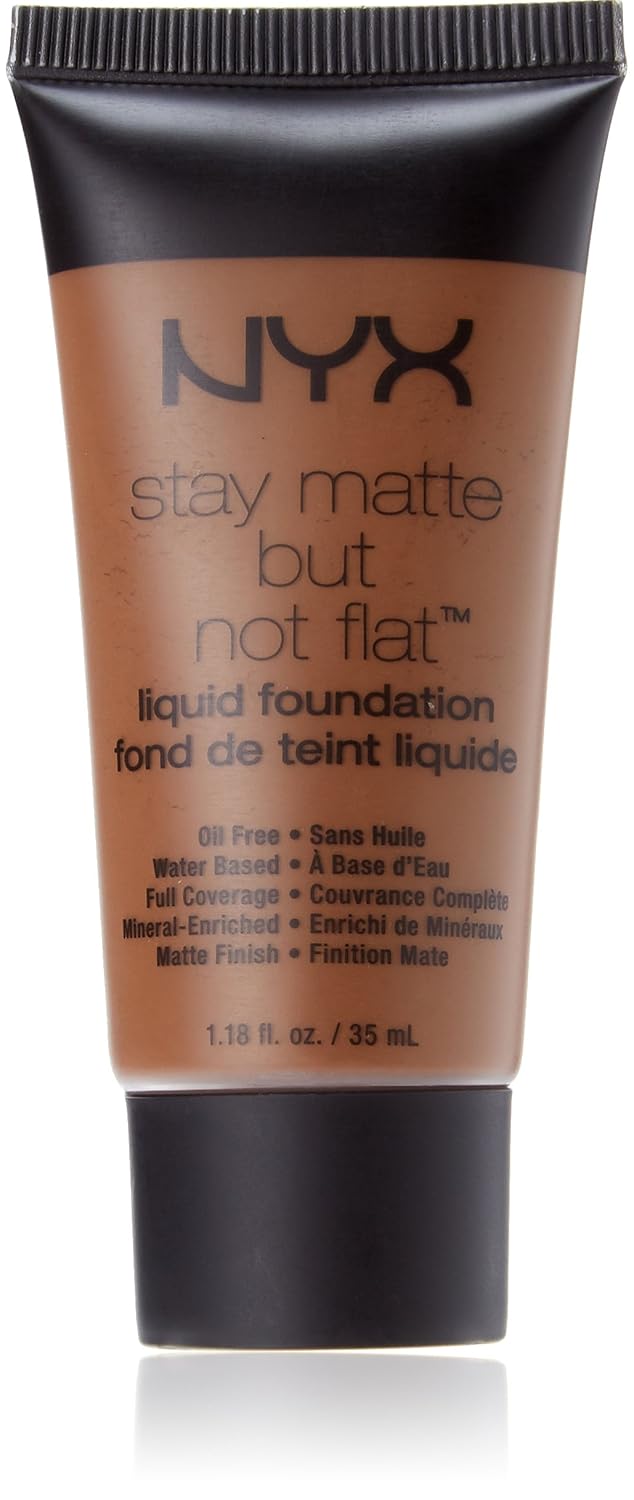 NYX
stay matte
but
not flat™
liquid foundation
fond de teint liquide
Oil Free • Sans Huile
Water Based • À Base d'Eau
Full Coverage • Couvrance Complète
Mineral-Enriched • Enrichi de Minéraux
Matte Finish • Finition Mate
1.18 fl. oz. / 35 mL